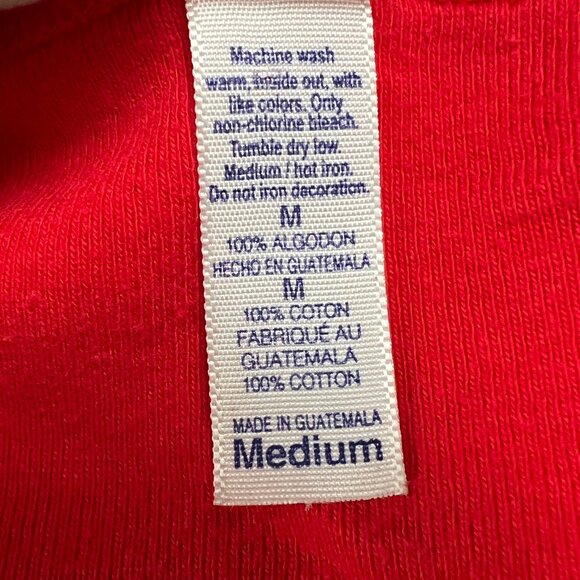 Machine wash
warm, inside out, with
like colors. Only
non-chlorine bleach.
Tumble dry low.
Medium / hot iron.
Do not iron decoration.
M
100% ALGODON
HECHO EN GUATEMALA
M
100% COTON
FABRIQUÉ AU
GUATEMALA
100% COTTON
MADE IN GUATEMALA
Medium